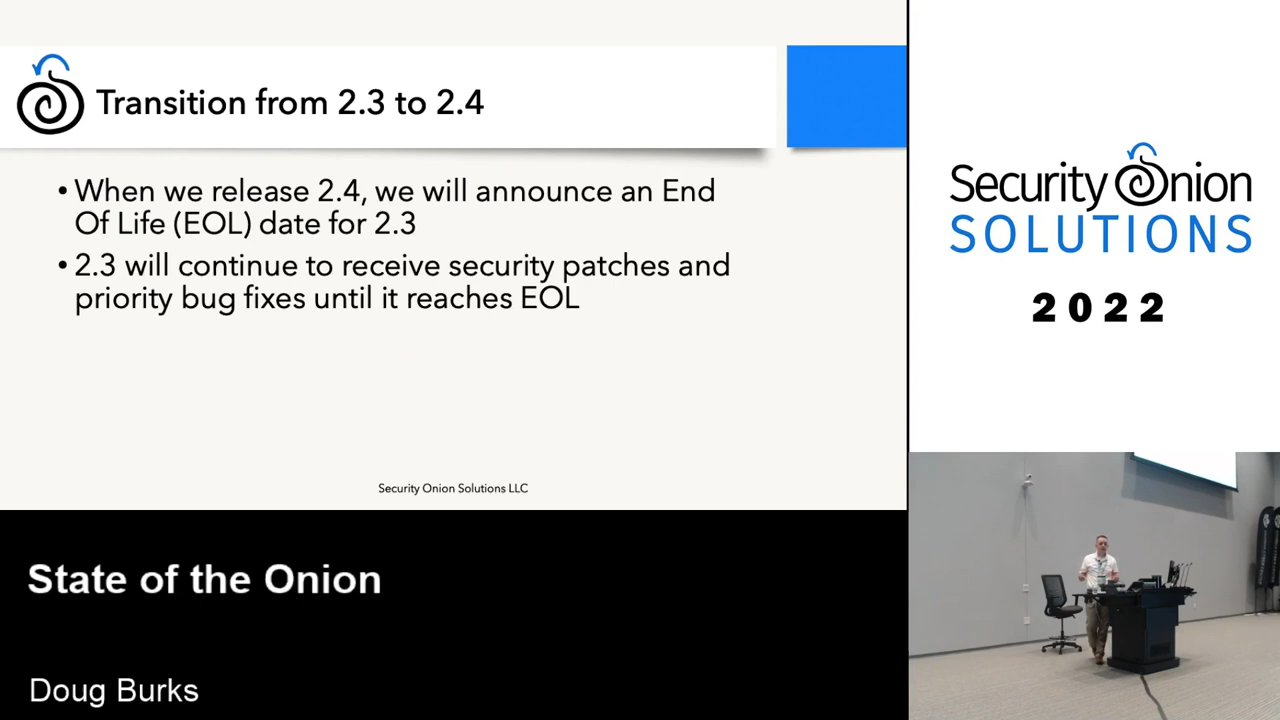 Transition from 2.3 to 2.4
• When we release 2.4, we will announce an End
Of Life (EOL) date for 2.3
• 2.3 will continue to receive security patches and
priority bug fixes until it reaches EOL
Security Onion Solutions LLC
Security Onion
SOLUTIONS
2022
State of the Onion
Doug Burks